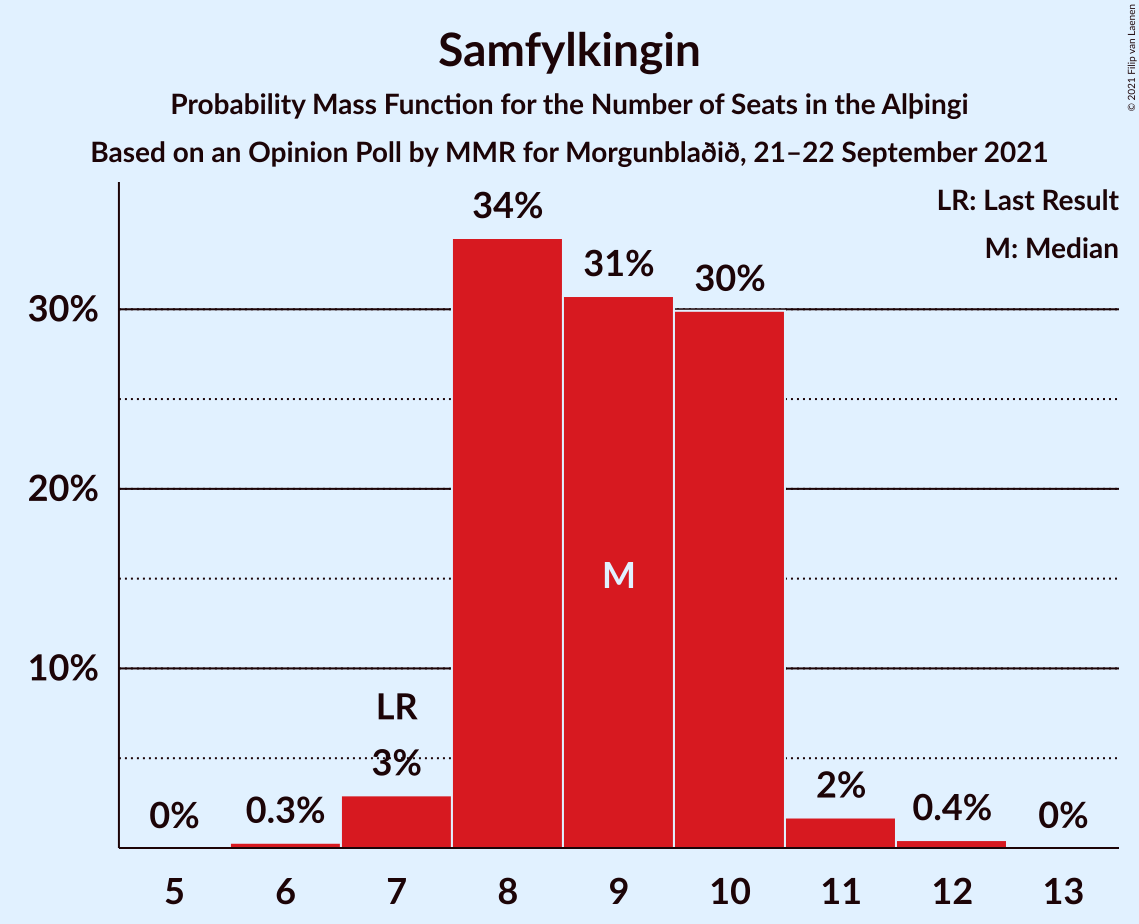 Samfylkingin
Probability Mass Function for the Number of Seats in the Alþingi
Based on an Opinion Poll by MMR for Morgunblaðið, 21–22 September 2021
© 2021 Filip van Laenen
LR: Last Result
M: Median
34%
31%
30%
30%
20%
M
10%
LR
3%
0%
0.3%
2%
0.4%
0%
5 6 7 8 9 10 11 12 13